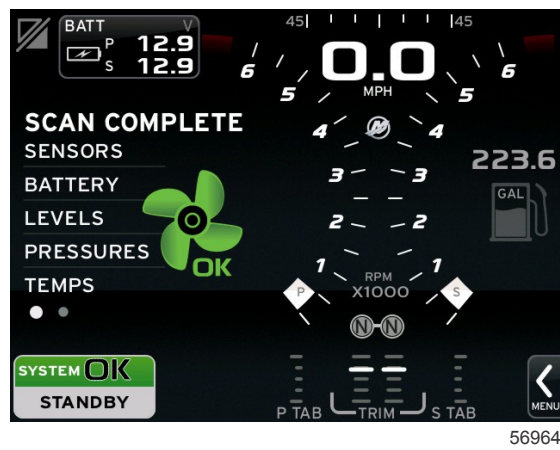 BATT V
P 12.9
S 12.9
45 45
0.0
MPH
6 6
5 5
4 4
3 3
2 2
1 1
RPM
X1000
P S
N N
SCAN COMPLETE
SENSORS
BATTERY
LEVELS
PRESSURES
TEMPS
OK
223.6
GAL
SYSTEM OK
STANDBY
P TAB TRIM S TAB
MENU
56964